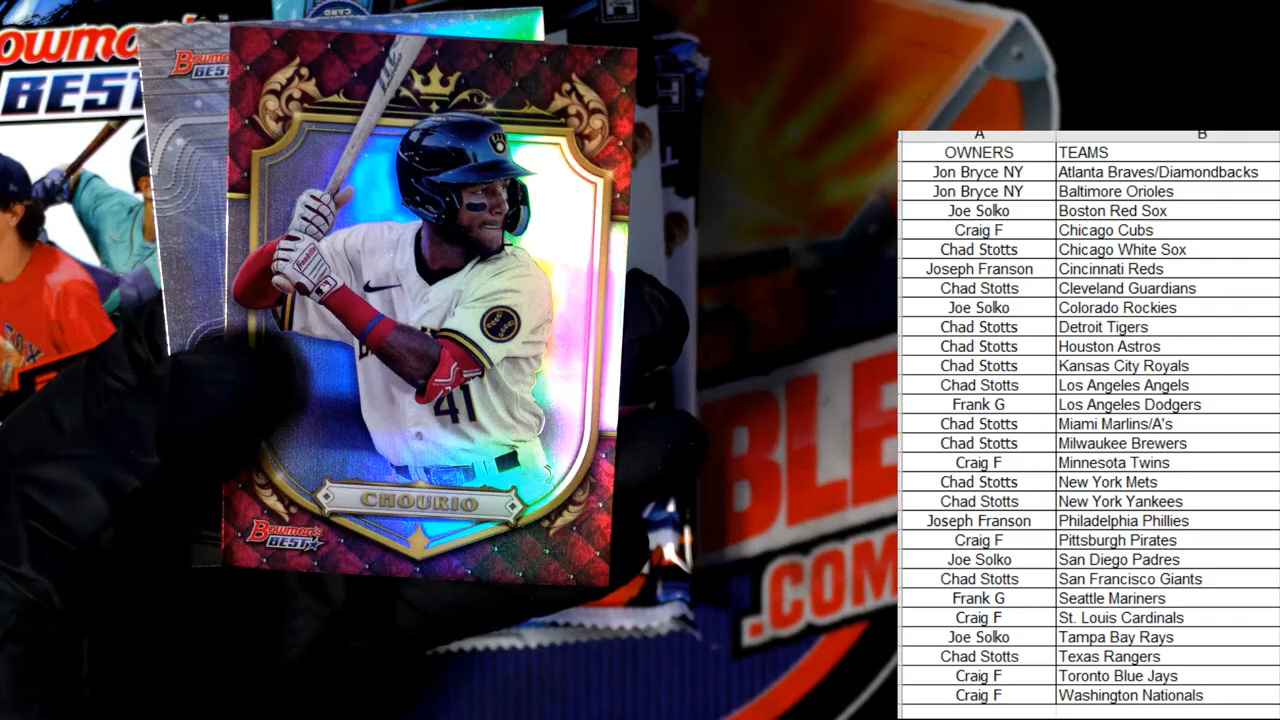 Bowman's
BEST
CHOURIO
41
Bowman's
BEST
BLE
.COM
A B
OWNERS TEAMS
Jon Bryce NY Atlanta Braves/Diamondbacks
Jon Bryce NY Baltimore Orioles
Joe Solko Boston Red Sox
Craig F Chicago Cubs
Chad Stotts Chicago White Sox
Joseph Franson Cincinnati Reds
Chad Stotts Cleveland Guardians
Joe Solko Colorado Rockies
Chad Stotts Detroit Tigers
Chad Stotts Houston Astros
Chad Stotts Kansas City Royals
Chad Stotts Los Angeles Angels
Frank G Los Angeles Dodgers
Chad Stotts Miami Marlins/A's
Chad Stotts Milwaukee Brewers
Craig F Minnesota Twins
Chad Stotts New York Mets
Chad Stotts New York Yankees
Joseph Franson Philadelphia Phillies
Craig F Pittsburgh Pirates
Joe Solko San Diego Padres
Chad Stotts San Francisco Giants
Frank G Seattle Mariners
Craig F St. Louis Cardinals
Joe Solko Tampa Bay Rays
Chad Stotts Texas Rangers
Craig F Toronto Blue Jays
Craig F Washington Nationals